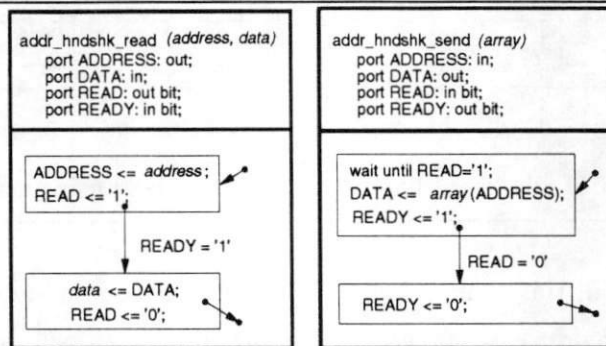 addr_hndshk_read (address, data)
port ADDRESS: out;
port DATA: in;
port READ: out bit;
port READY: in bit;
ADDRESS <= address;
READ <= '1';
READY = '1'
data <= DATA;
READ <= '0';
addr_hndshk_send (array)
port ADDRESS: in;
port DATA: out;
port READ: in bit;
port READY: out bit;
wait until READ='1';
DATA <= array(ADDRESS);
READY <= '1';
READ = '0'
READY <= '0';